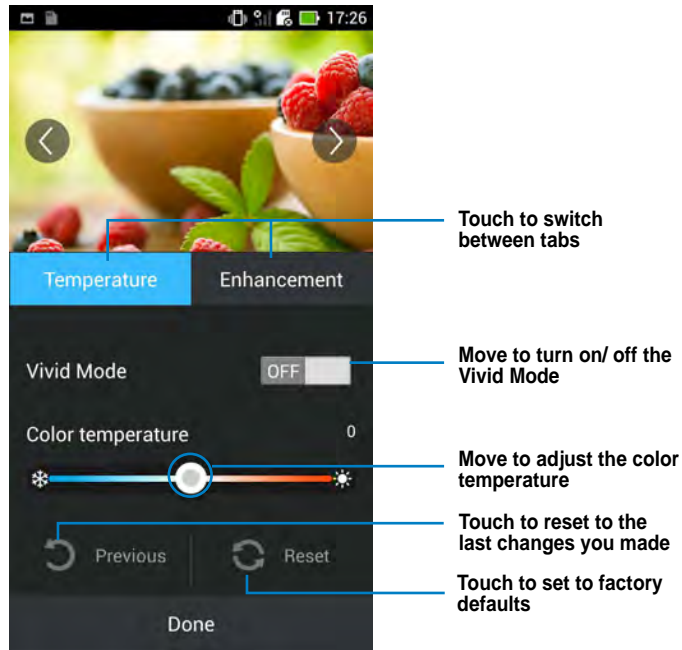 17:26
Touch to switch
between tabs
Temperature
Enhancement
Vivid Mode
OFF
Move to turn on/ off the
Vivid Mode
Color temperature
0
Move to adjust the color
temperature
Touch to reset to the
last changes you made
Previous
Reset
Touch to set to factory
defaults
Done